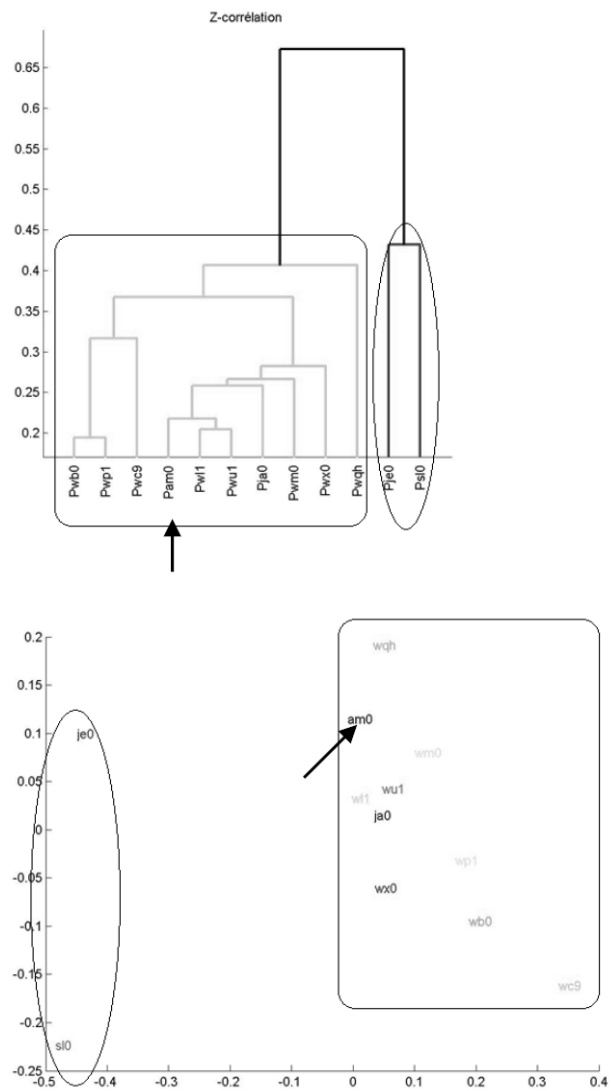 Z-corrélation
0.65
0.6
0.55
0.5
0.45
0.4
0.35
0.3
0.25
0.2
Pwb0 Pwp1 Pwc9 Pam0 Pwl1 Pwu1 Pja0 Pwm0 Pwx0 Pwqh Pje0 Psl0
0.2
wqh
am0
0.1
je0
wm0
0.05
wu1
wl1
ja0
0
wp1
-0.05
wx0
-0.1
wb0
-0.15
wc9
-0.2
sl0
-0.25
-0.5 -0.4 -0.3 -0.2 -0.1 0 0.1 0.2 0.3 0.4